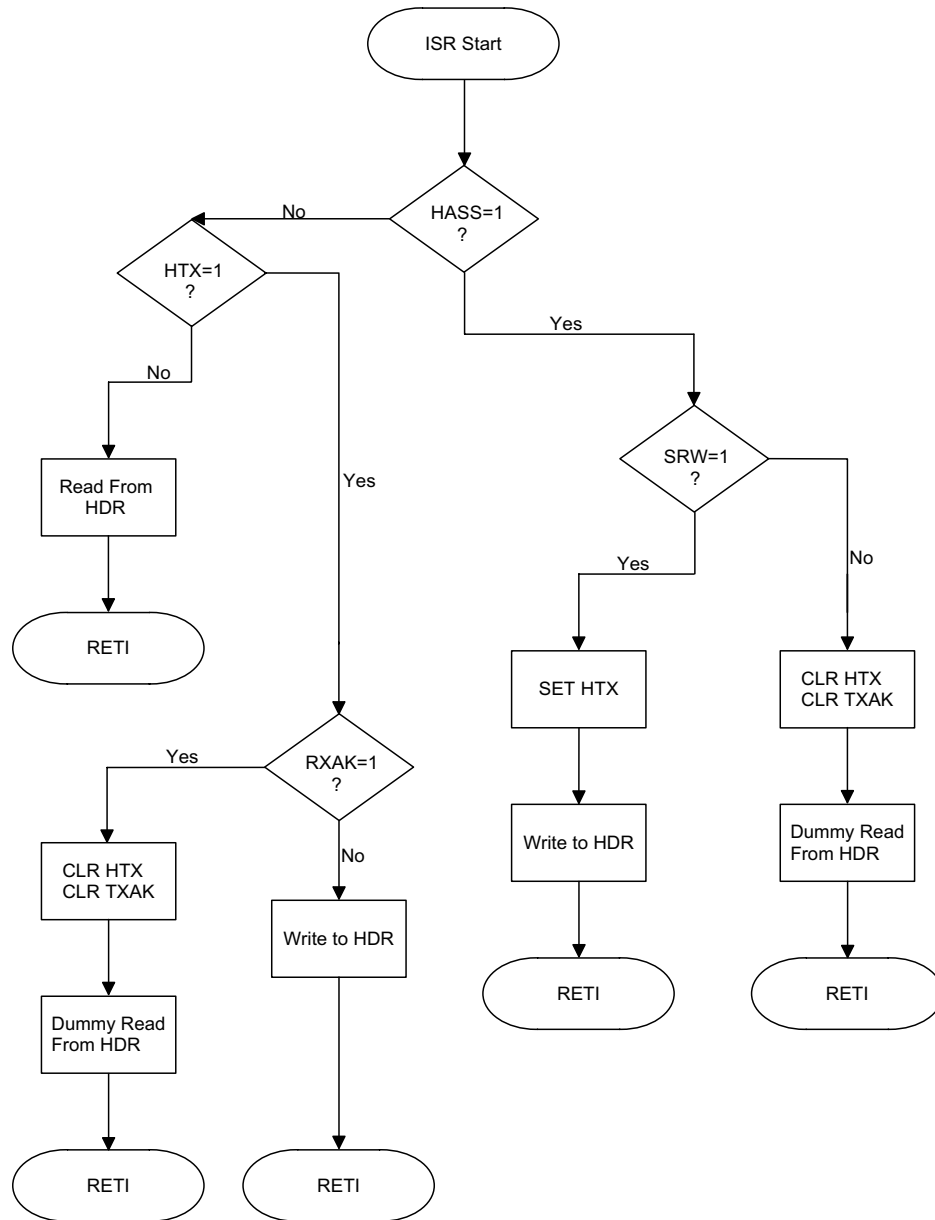 ISR Start
HASS=1
?
No
Yes
HTX=1
?
No
Yes
SRW=1
?
Yes
No
Read From
HDR
RETI
SET HTX
CLR HTX
CLR TXAK
RXAK=1
?
Yes
No
Write to HDR
Dummy Read
From HDR
CLR HTX
CLR TXAK
Write to HDR
RETI
RETI
Dummy Read
From HDR
RETI
RETI